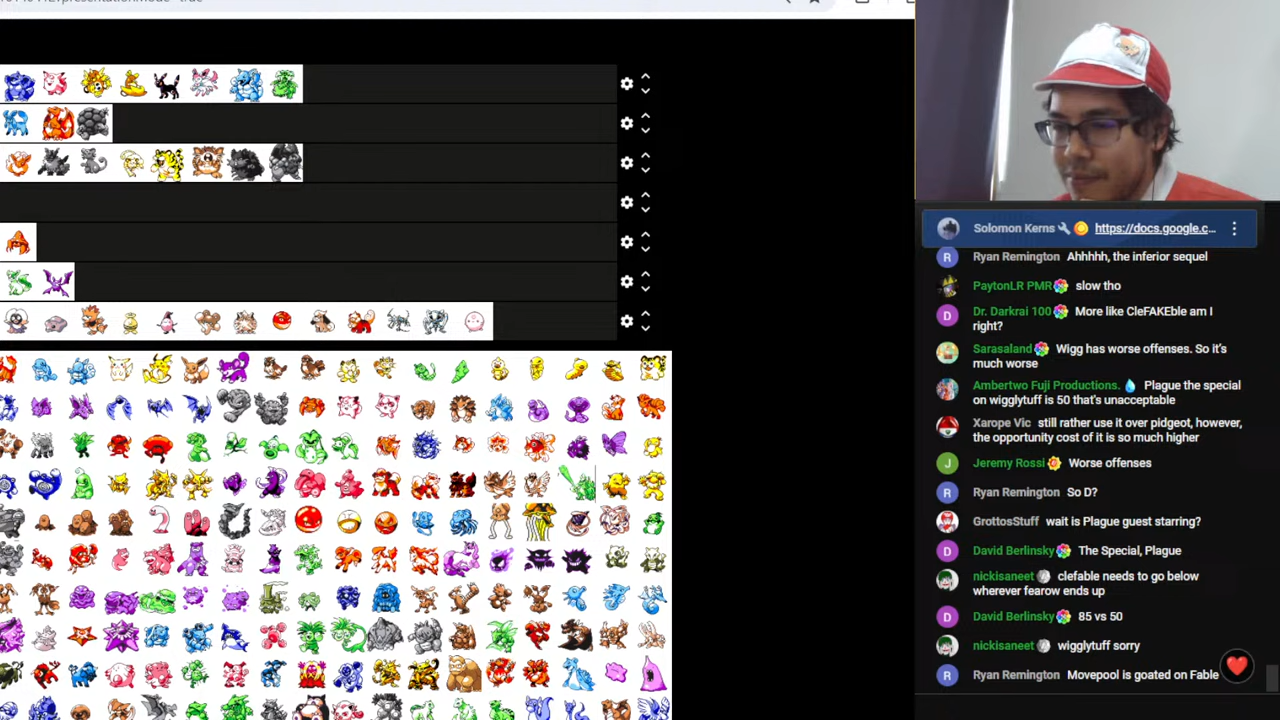 Solomon Kerns https://docs.google.c...
Ryan Remington Ahhhhh, the inferior sequel
PaytonLR PMR slow tho
Dr. Darkrai 100 More like CleFAKEble am I
right?
Sarasaland Wigg has worse offenses. So it's
much worse
Ambertwo Fuji Productions. Plague the special
on wigglytuff is 50 that's unacceptable
Xarope Vic still rather use it over pidgeot, however,
the opportunity cost of it is so much higher
Jeremy Rossi Worse offenses
R Ryan Remington So D?
GrottosStuff wait is Plague guest starring?
D David Berlinsky The Special, Plague
nickisaneet clefable needs to go below
wherever fearow ends up
D David Berlinsky 85 vs 50
nickisaneet wigglytuff sorry
R Ryan Remington Movepool is goated on Fable